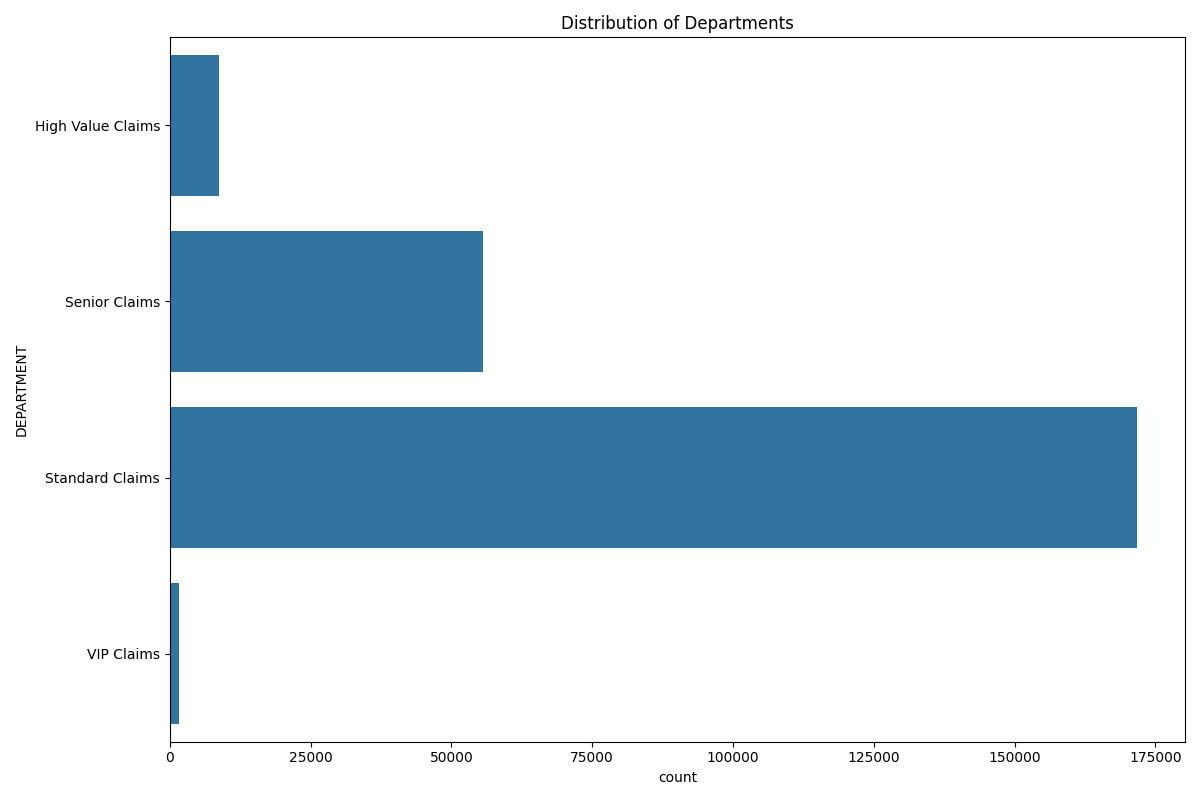 Distribution of Departments
DEPARTMENT
High Value Claims
Senior Claims
Standard Claims
VIP Claims
0 25000 50000 75000 100000 125000 150000 175000
count